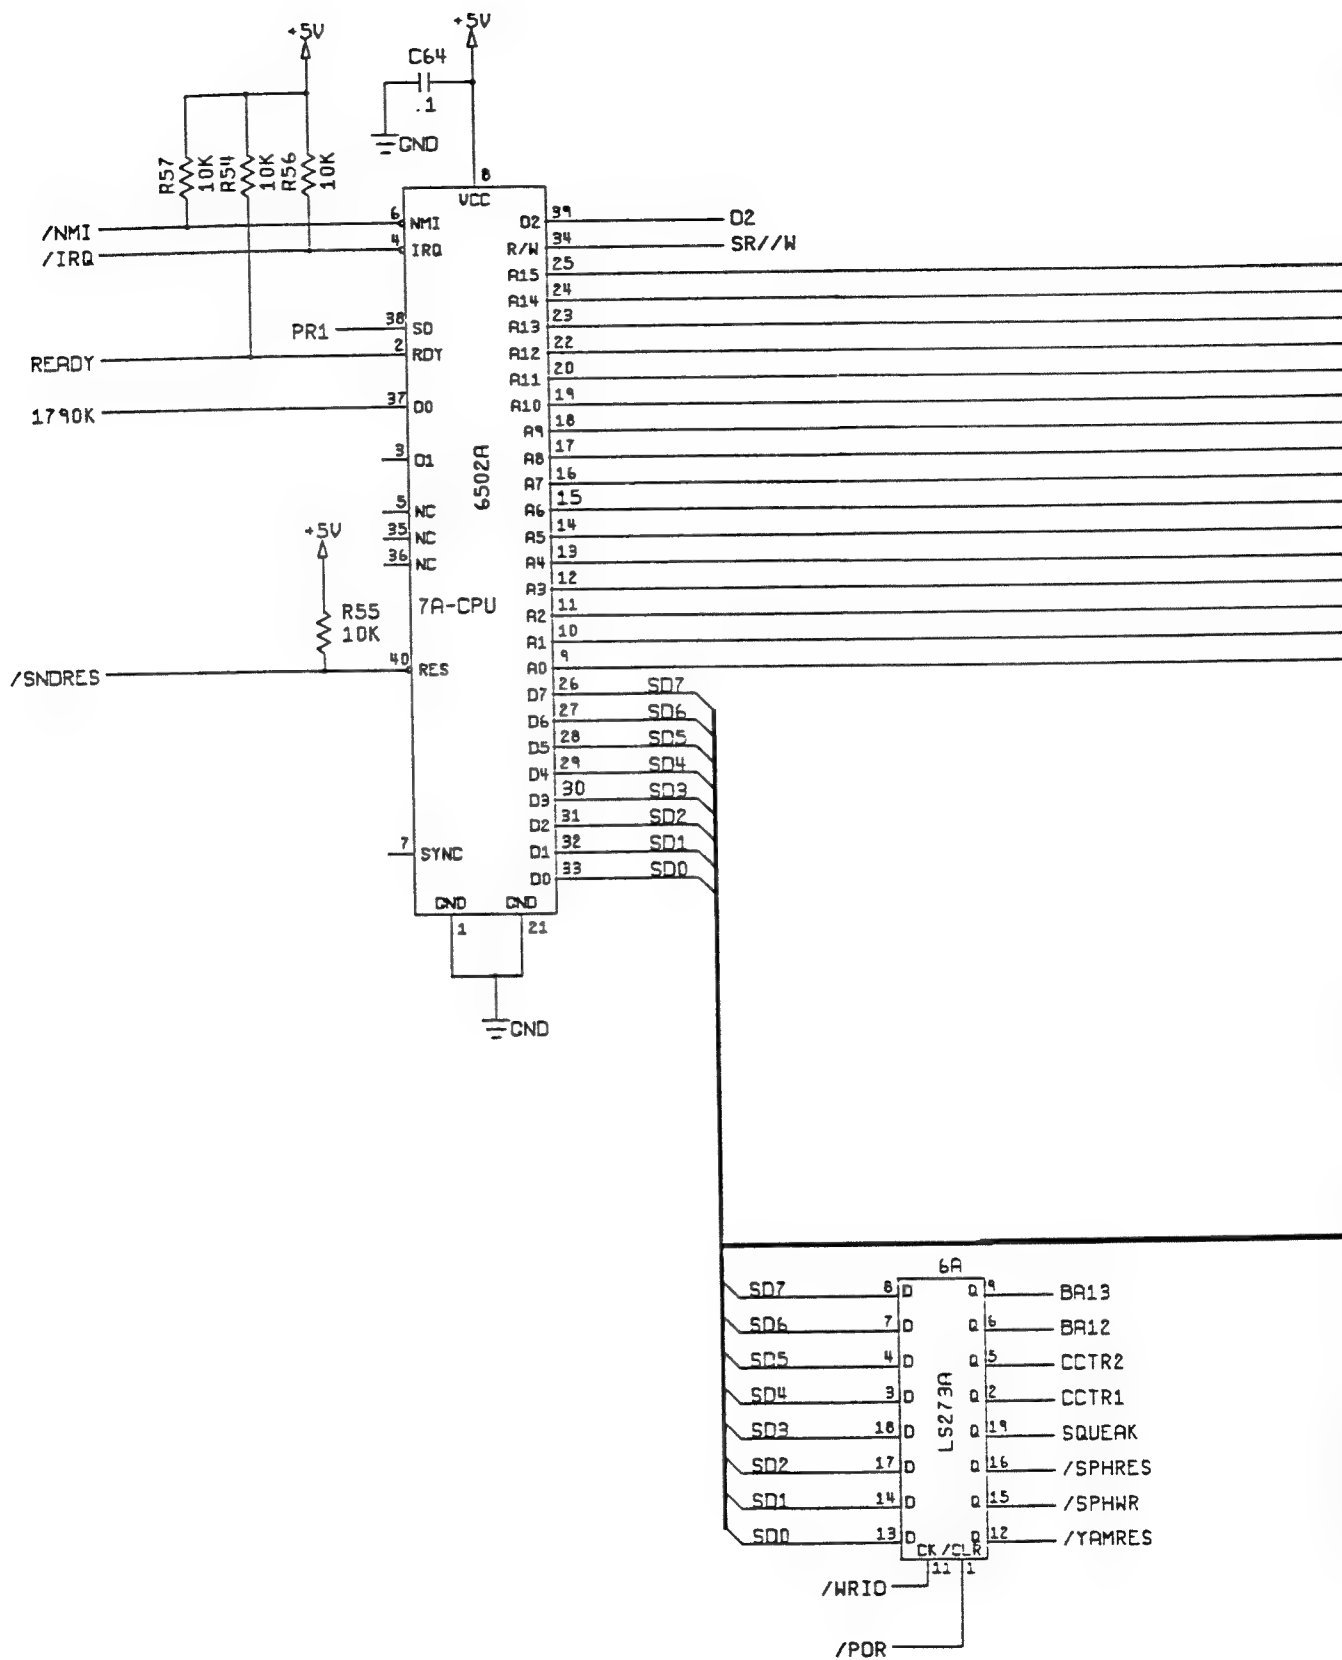 +5V
+5V
C64
.1
GND
R57
10K
R54
10K
R56
10K
8
VCC
/NMI
6
NMI
/IRQ
4
IRQ
PR1
38
SO
READY
2
RDY
1790K
37
3
5
NC
35
NC
36
NC
6502A
7A-CPU
+5V
R55
10K
/SNDRES
40
RES
7
SYNC
39
34
R/W
SR//W
25
A15
24
A14
23
A13
22
A12
20
A11
19
A10
18
A9
17
A8
16
A7
15
A6
14
A5
13
A4
12
A3
11
A2
10
A1
9
A0
D7
26
SD7
D6
27
SD6
D5
28
SD5
D4
29
SD4
D3
30
SD3
D2
31
SD2
D1
32
SD1
D0
33
SD0
GND
GND
1
21
GND
6A
LS273A
SD7
8
D
Q
9
BA13
SD6
7
D
Q
6
BA12
SD5
4
D
Q
5
CCTR2
SD4
3
D
Q
2
CCTR1
SD3
18
D
Q
19
SQUEAK
SD2
17
D
Q
16
/SPHRES
SD1
14
D
Q
15
/SPHWR
SD0
13
D
Q
12
/YAMRES
CK
/CLR
11
1
/WRIO
/POR